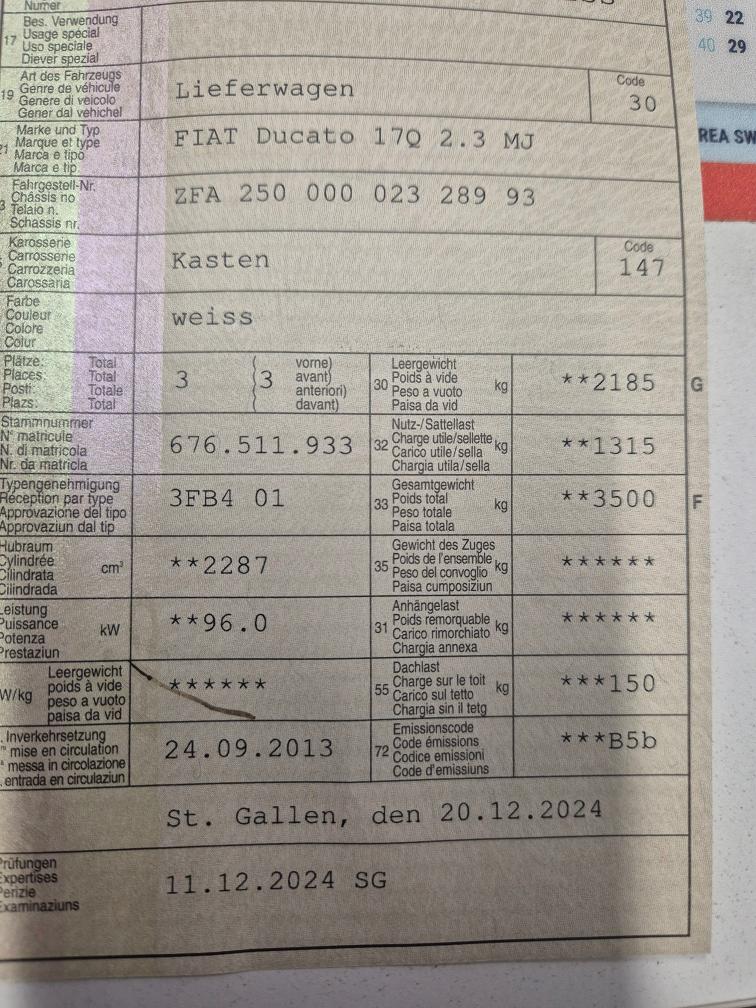 Numer
39 22
40 29
REA SW
17
Bes. Verwendung
Usage spécial
Uso speciale
Diever spezial
19
Art des Fahrzeugs
Genre de véhicule
Genere di veicolo
Gener dal vehichel
Lieferwagen
Code
30
21
Marke und Typ
Marque et type
Marca e tipo
Marca e tip
FIAT Ducato 17Q 2.3 MJ
3
Fahrgestell-Nr.
Châssis no
Telaio n.
Schassis nr.
ZFA 250 000 023 289 93
Karosserie
Carrosserie
Carrozzeria
Carossaria
Kasten
Code
147
Farbe
Couleur
Colore
Colur
weiss
Plätze: Total
Places: Total
Posti: Totale
Plazs: Total
3
(3
vorne)
avant)
anteriori)
davant)
30
Leergewicht
Poids à vide
Peso a vuoto
Paisa da vid
kg
**2185
G
Stammnummer
N° matricule
N. di matricola
Nr. da matricla
676.511.933
32
Nutz-/Sattellast
Charge utile/sellette
Carico utile/sella
Chargia utila/sella
kg
**1315
Typengenehmigung
Réception par type
Approvazione del tipo
Approvaziun dal tip
3FB4 01
33
Gesamtgewicht
Poids total
Peso totale
Paisa totala
kg
**3500
F
Hubraum
Cylindrée
Cilindrata
Cilindrada
cm³
**2287
35
Gewicht des Zuges
Poids de l'ensemble
Peso del convoglio
Paisa cumposiziun
kg
******
Leistung
Puissance
Potenza
Prestaziun
kW
**96.0
31
Anhängelast
Poids remorquable
Carico rimorchiato
Chargia annexa
kg
******
W/kg
Leergewicht
poids à vide
peso a vuoto
paisa da vid
******
55
Dachlast
Charge sur le toit
Carico sul tetto
Chargia sin il tetg
kg
***150
. Inverkehrsetzung
mise en circulation
messa in circolazione
. entrada en circulaziun
24.09.2013
72
Emissionscode
Code émissions
Codice emissioni
Code d'emissiuns
***B5b
St. Gallen, den 20.12.2024
Prüfungen
Expertises
Perizie
Examinaziuns
11.12.2024 SG